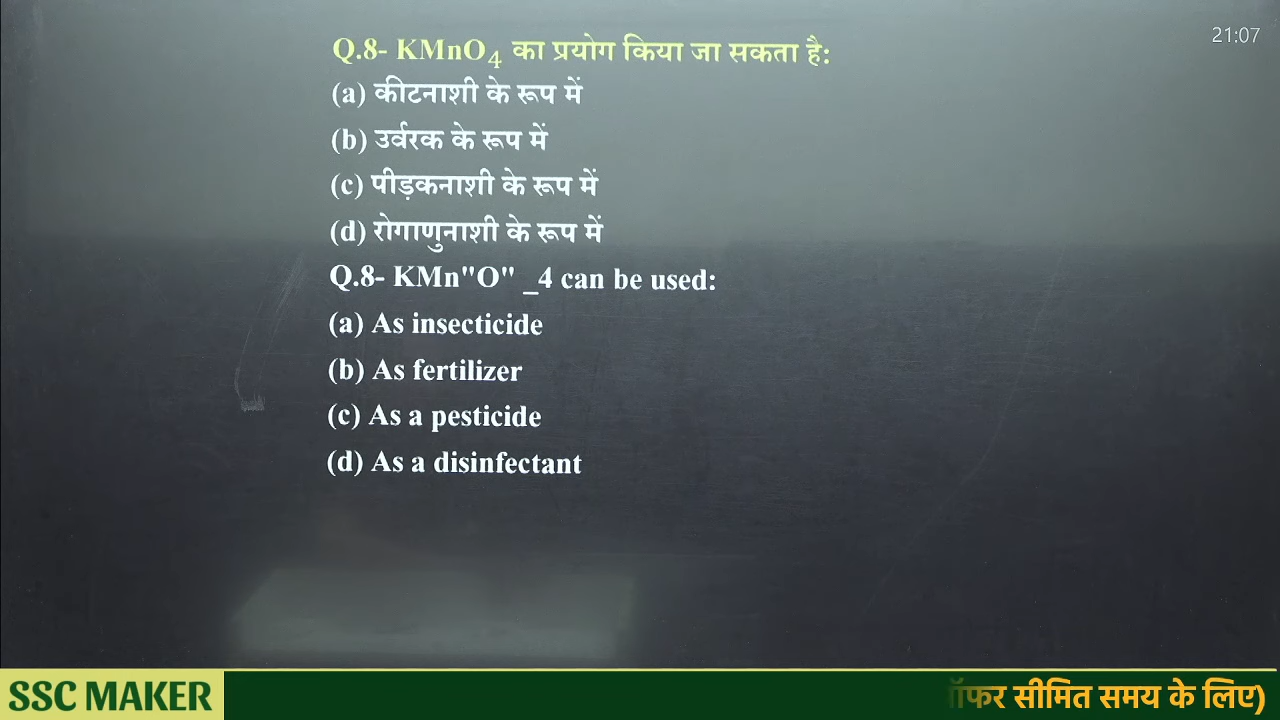 21:07
Q.8- KMnO₄ का प्रयोग किया जा सकता है:
(a) कीटनाशी के रूप में
(b) उर्वरक के रूप में
(c) पीड़कनाशी के रूप में
(d) रोगाणुनाशी के रूप में
Q.8- KMn"O" _4 can be used:
(a) As insecticide
(b) As fertilizer
(c) As a pesticide
(d) As a disinfectant
SSC MAKER
सीमित समय के लिए)